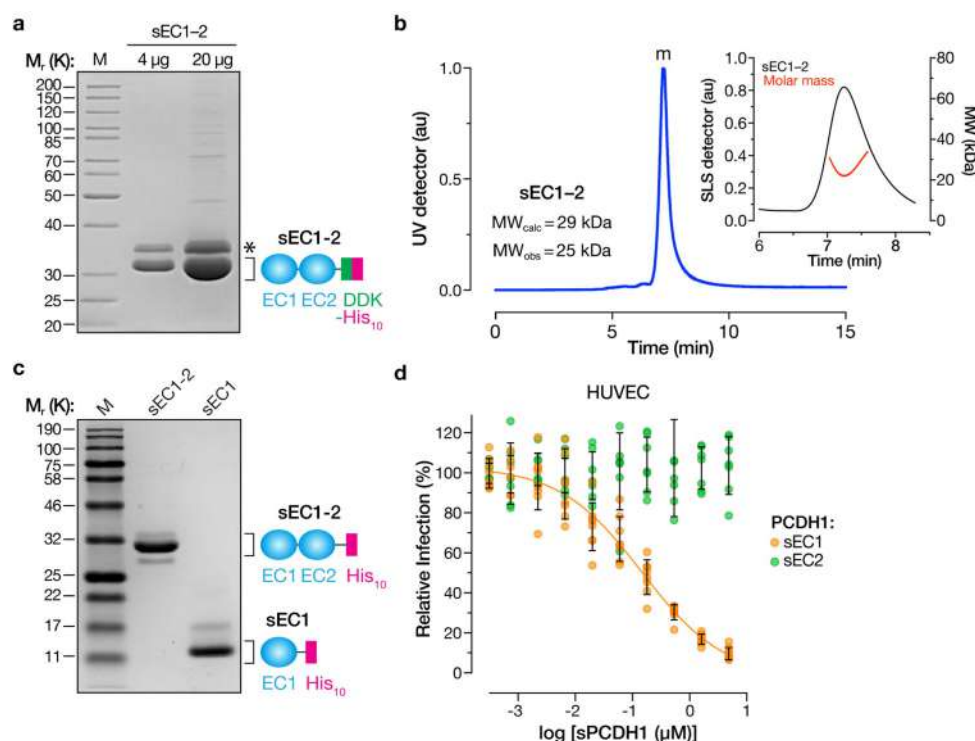 a
sEC1–2
Mr (K): M 4 µg 20 µg
200
150
120
100
85
70
60
50
40
30
25
20
sEC1-2
*
EC1 EC2 DDK
-His10
b
m
UV detector (au)
1.0
0.5
0.0
sEC1–2
MWcalc = 29 kDa
MWobs = 25 kDa
0 5 10 15
Time (min)
sEC1–2
Molar mass
SLS detector (au)
1.0
0.8
0.6
0.4
0.2
0.0
80
60
40
20
0
MW (kDa)
6 7 8
Time (min)
c
Mr (K): M sEC1-2 sEC1
190
100
75
58
46
32
25
22
17
11
sEC1-2
EC1 EC2 His10
sEC1
EC1 His10
d
HUVEC
Relative Infection (%)
120
100
80
60
40
20
10
0
PCDH1:
sEC1
sEC2
-3 -2 -1 0 1
log [sPCDH1 (µM)]